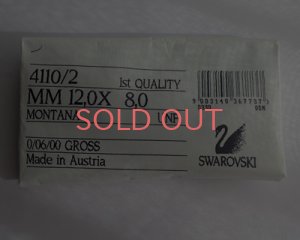 4110/2
1st QUALITY
MM 12,0X 8,0
MONTANA UNF
SOLD OUT
0/06/00 GROSS
Made in Austria
SWAROVSKI